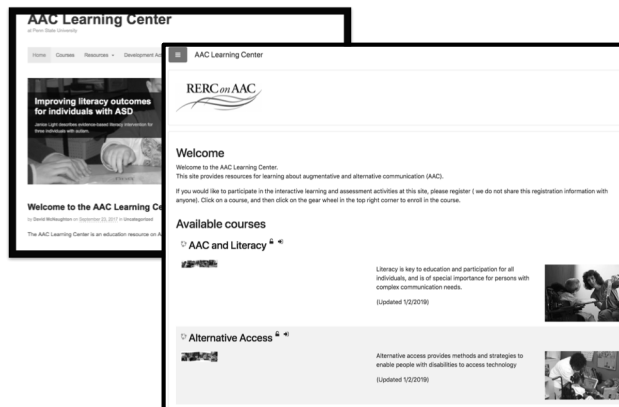 AAC Learning Center
at Penn State University
Home Courses Resources Development
Improving literacy outcomes
for individuals with ASD
Janice Light describes evidence-based literacy intervention for
three individuals with autism.
Welcome to the AAC Learning
by David McNaughton on September 22, 2017 in Uncategorized
The AAC Learning Center is an education resource on
AAC Learning Center
RERC on AAC
Welcome
Welcome to the AAC Learning Center.
This site provides resources for learning about augmentative and alternative communication (AAC).
If you would like to participate in the interactive learning and assessment activities at this site, please register ( we do not share this registration information with
anyone). Click on a course, and then click on the gear wheel in the top right corner to enroll in the course.
Available courses
AAC and Literacy
Literacy is key to education and participation for all
individuals, and is of special importance for persons with
complex communication needs.
(Updated 1/2/2019)
Alternative Access
Alternative access provides methods and strategies to
enable people with disabilities to access technology
(Updated 1/2/2019)